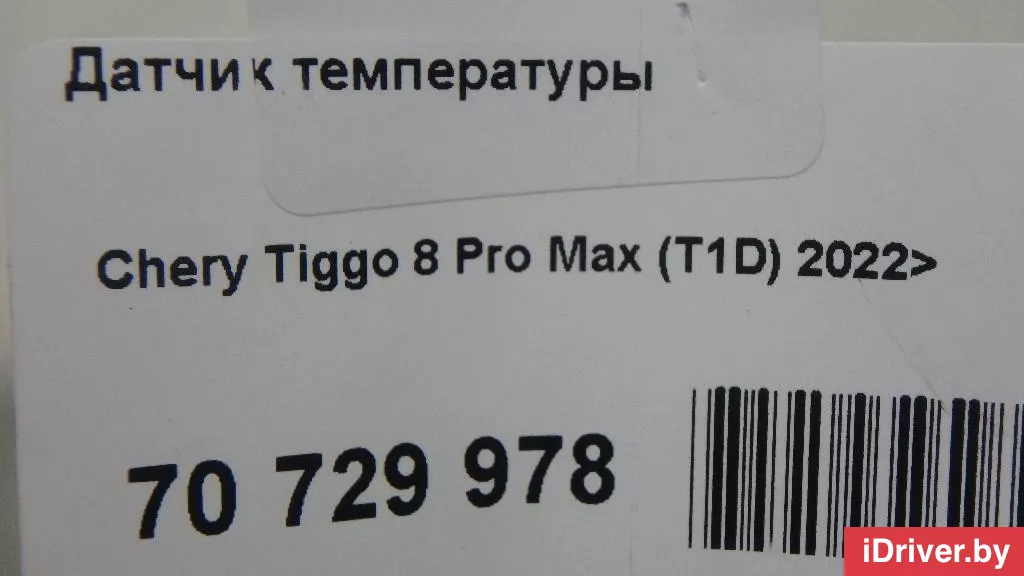 Датчик температуры
Chery Tiggo 8 Pro Max (T1D) 2022>
70 729 978
iDriver.by